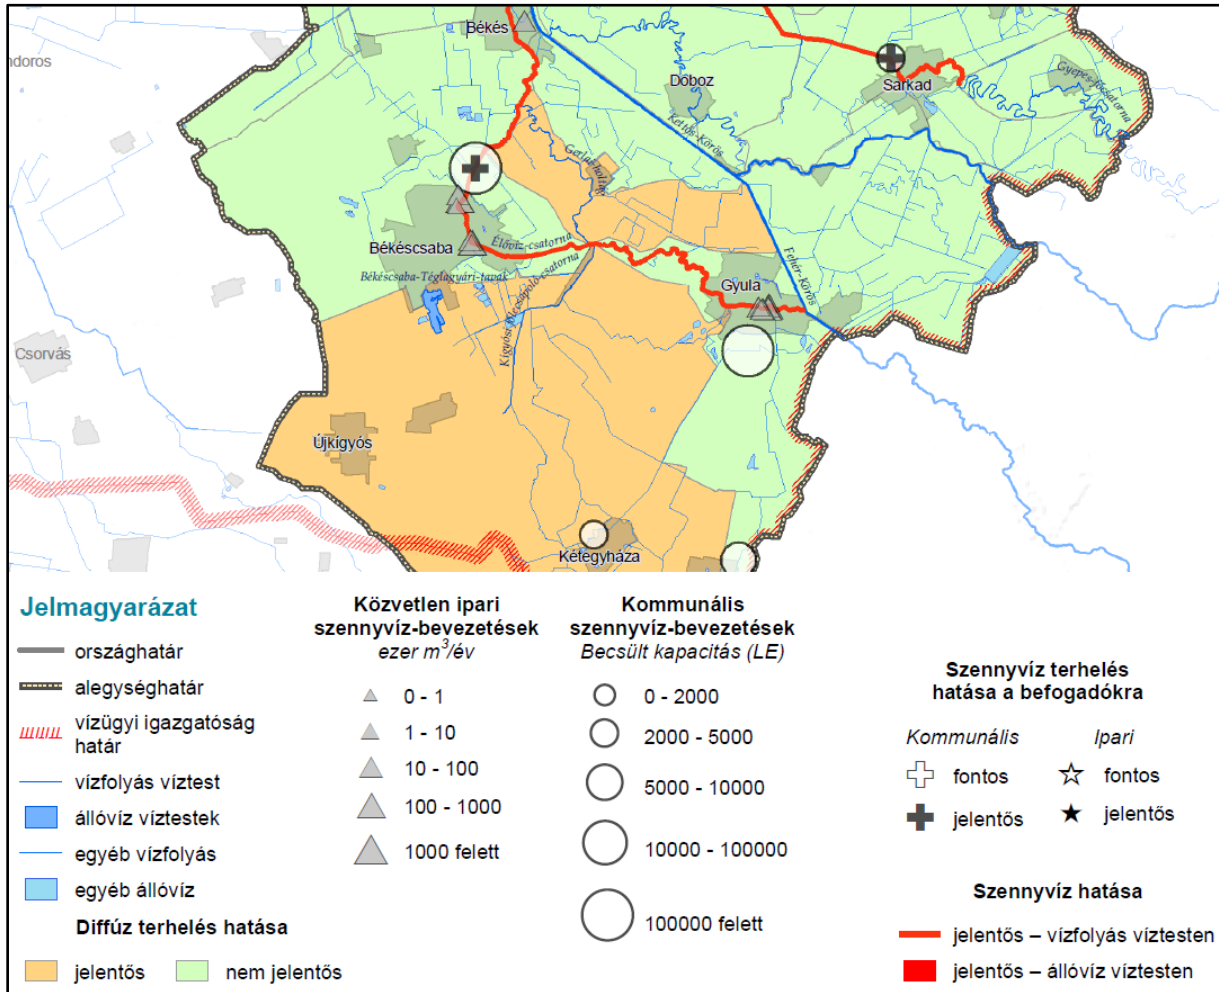 Békés
ndoros
Doboz
Sarkad
Gyepes-főcsatorna
Kettős-Körös
Gerlai-holtág
Békéscsaba
Élővíz-csatorna
Fehér-Körös
Békéscsaba-Téglagyári-tavak
Gyula
Csorvás
Újkígyós
Kétegyháza
Jelmagyarázat
országhatár
alegységhatár
vízügyi igazgatóság
határ
vízfolyás víztest
állóvíz víztestek
egyéb vízfolyás
egyéb állóvíz
Diffúz terhelés hatása
jelentős
nem jelentős
Közvetlen ipari
szennyvíz-bevezetések
ezer m³/év
0 - 1
1 - 10
10 - 100
100 - 1000
1000 felett
Kommunális
szennyvíz-bevezetések
Becsült kapacitás (LE)
0 - 2000
2000 - 5000
5000 - 10000
10000 - 100000
100000 felett
Szennyvíz terhelés
hatása a befogadókra
Kommunális
Ipari
fontos
fontos
jelentős
jelentős
Szennyvíz hatása
jelentős – vízfolyás víztesten
jelentős – állóvíz víztesten